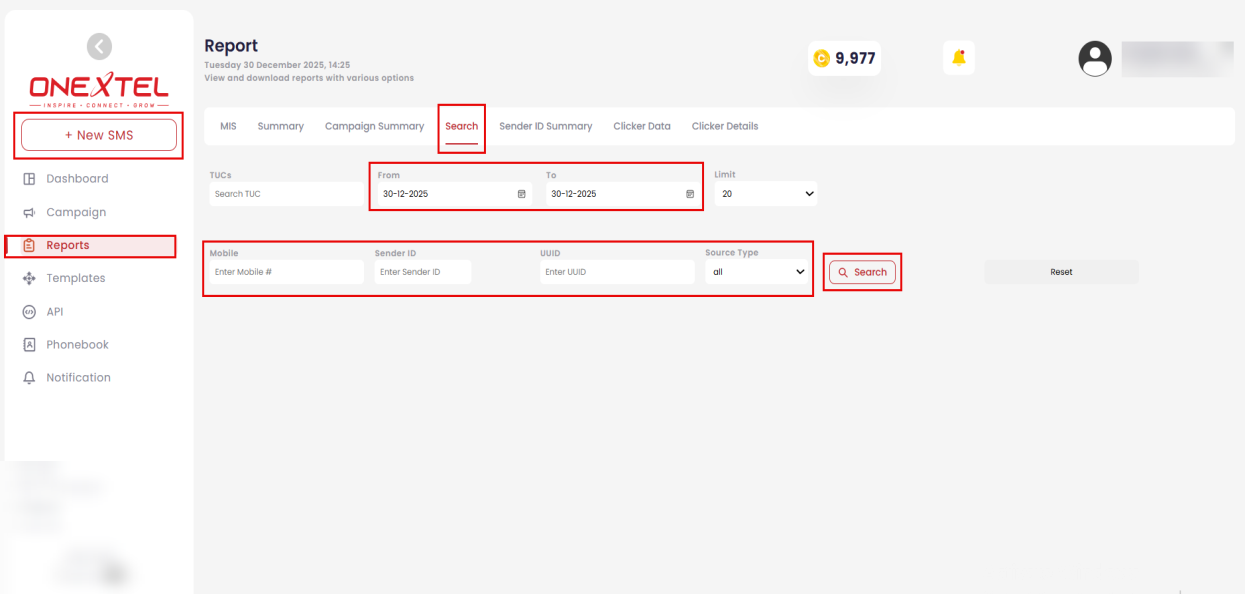 Report
Tuesday 30 December 2025, 14:25
View and download reports with various options
9,977
ONEXTEL
INSPIRE - CONNECT - GROW
+ New SMS
Dashboard
Campaign
Reports
Templates
API
Phonebook
Notification
MIS Summary Campaign Summary Search Sender ID Summary Clicker Data Clicker Details
TUCs From To Limit
Search TUC 30-12-2025 30-12-2025 20
Mobile Sender ID UUID Source Type
Enter Mobile # Enter Sender ID Enter UUID all Search Reset